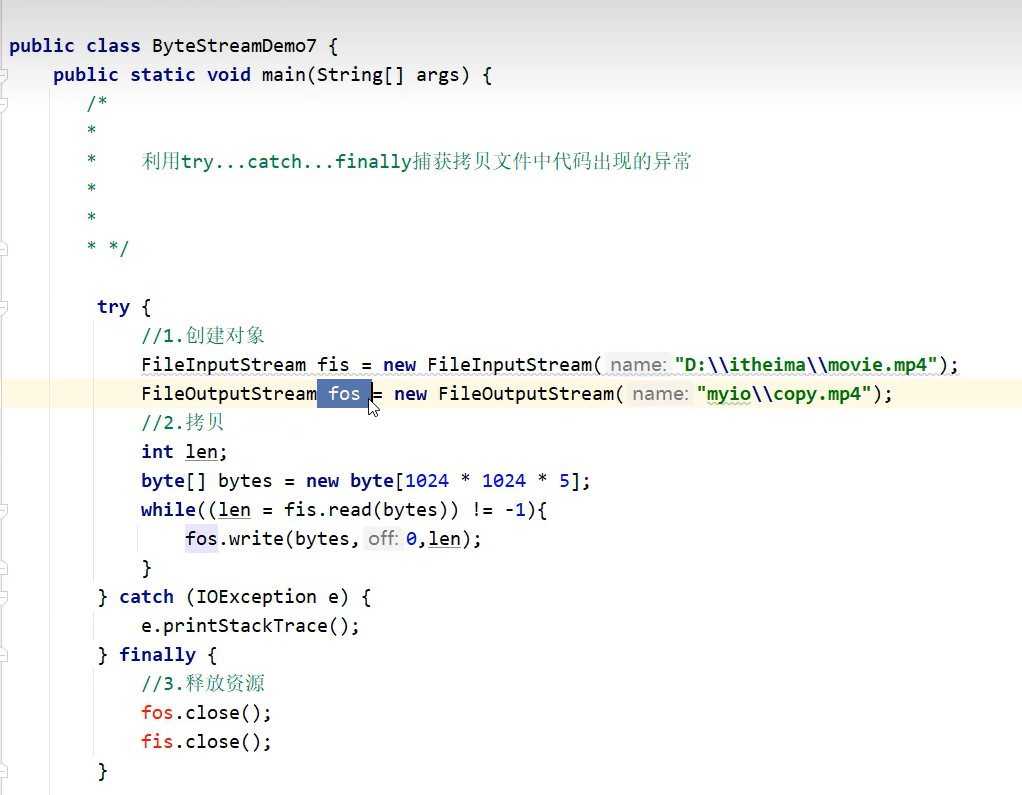 public class ByteStreamDemo7 {
public static void main(String[] args) {
/*
*
*    利用try...catch...finally捕获拷贝文件中代码出现的异常
*
*
* */
try {
//1.创建对象
FileInputStream fis = new FileInputStream( name: "D:\\itheima\\movie.mp4");
FileOutputStream fos = new FileOutputStream( name: "myio\\copy.mp4");
//2.拷贝
int len;
byte[] bytes = new byte[1024 * 1024 * 5];
while((len = fis.read(bytes)) != -1){
fos.write(bytes, off: 0,len);
}
} catch (IOException e) {
e.printStackTrace();
} finally {
//3.释放资源
fos.close();
fis.close();
}